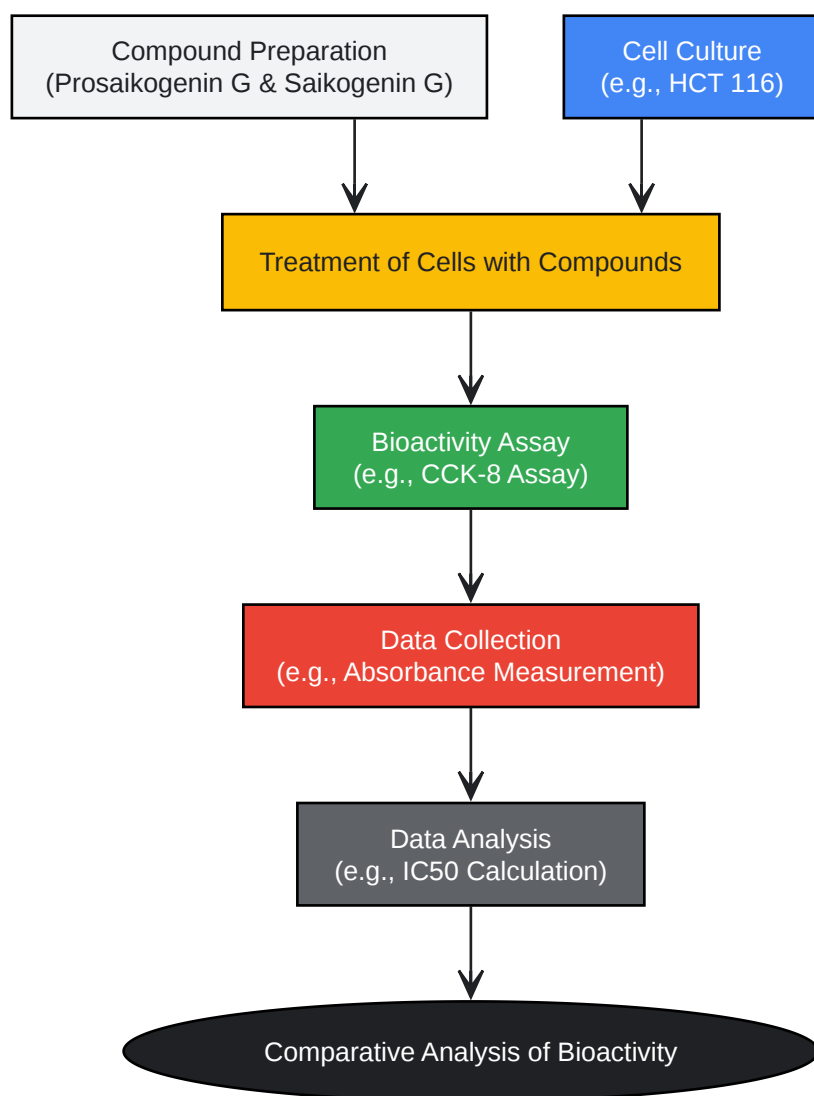 Compound Preparation
(Prosaikogenin G & Saikogenin G)
Cell Culture
(e.g., HCT 116)
Treatment of Cells with Compounds
Bioactivity Assay
(e.g., CCK-8 Assay)
Data Collection
(e.g., Absorbance Measurement)
Data Analysis
(e.g., IC50 Calculation)
Comparative Analysis of Bioactivity